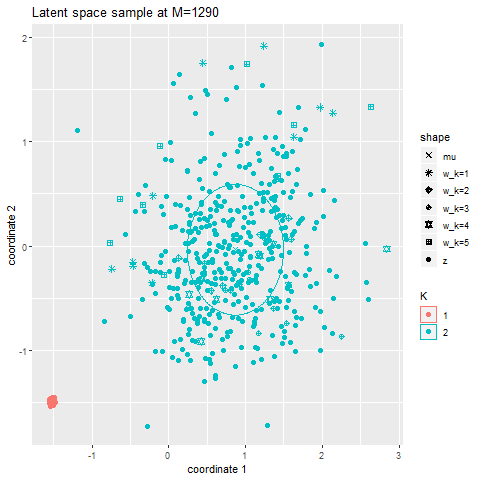 Latent space sample at M=1290
2
1
0
-1
coordinate 2
-1
0
1
2
3
coordinate 1
shape
mu
w_k=1
w_k=2
w_k=3
w_k=4
w_k=5
z
K
1
2